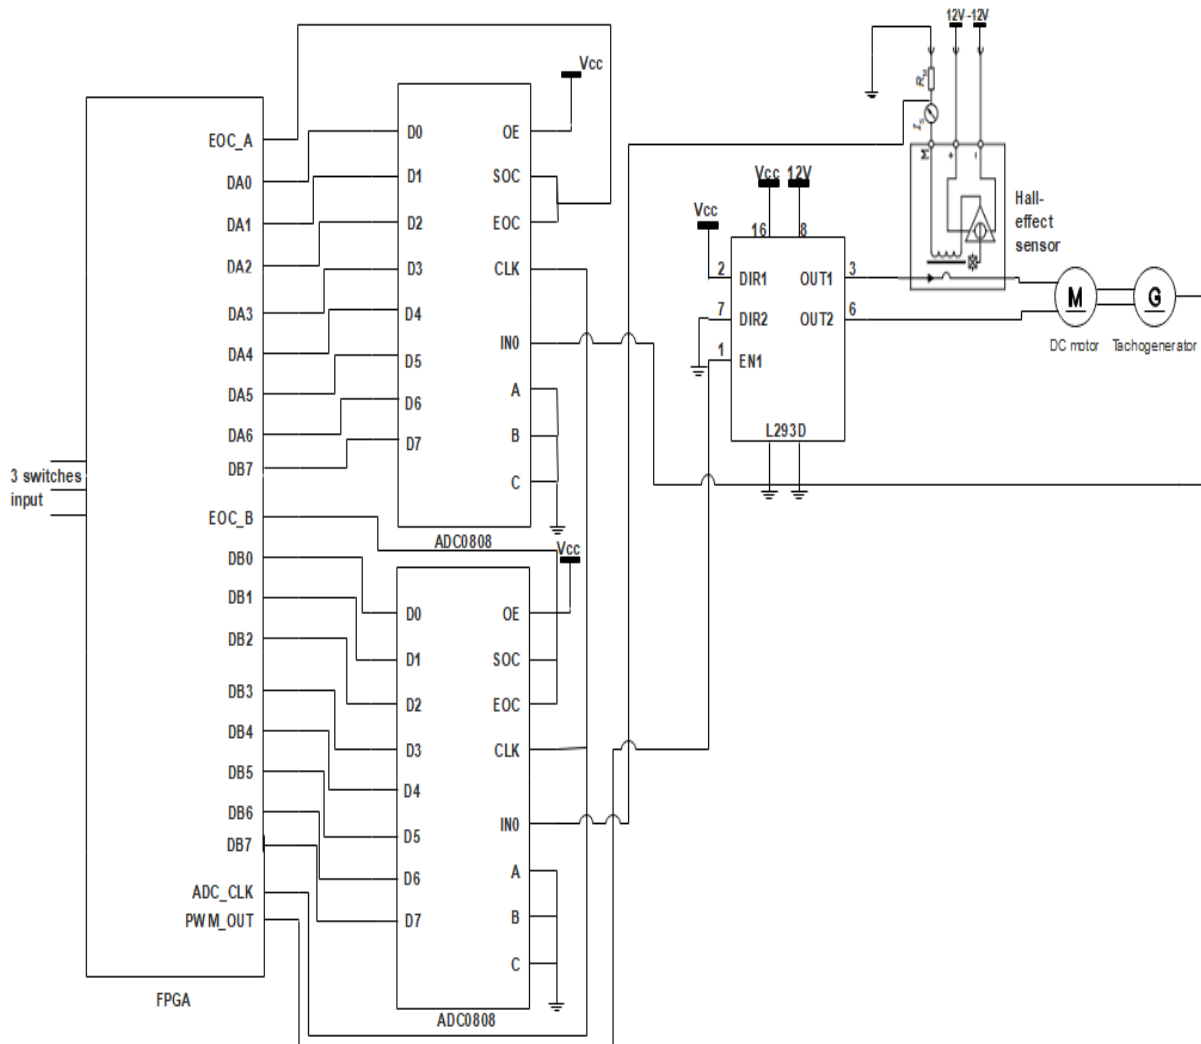 12V -12V
Vcc
R_M
I_S
EOC_A
D0
OE
DA0
D1
SOC
M
+
-
DA1
D2
EOC
Vcc 12V
Hall-
effect
sensor
Vcc
DA2
D3
CLK
16
8
2
DIR1
OUT1
3
DA3
D4
M
G
7
DIR2
OUT2
6
DA4
D5
IN0
1
EN1
DC motor
Tachogenerator
DA5
D6
A
DA6
D7
B
L293D
DB7
3 switches
input
C
EOC_B
ADC0808
Vcc
DB0
DB1
D0
OE
DB2
D1
SOC
DB3
D2
EOC
DB4
D3
CLK
DB5
D4
DB6
D5
IN0
DB7
D6
A
ADC_CLK
D7
B
PWM_OUT
C
FPGA
ADC0808